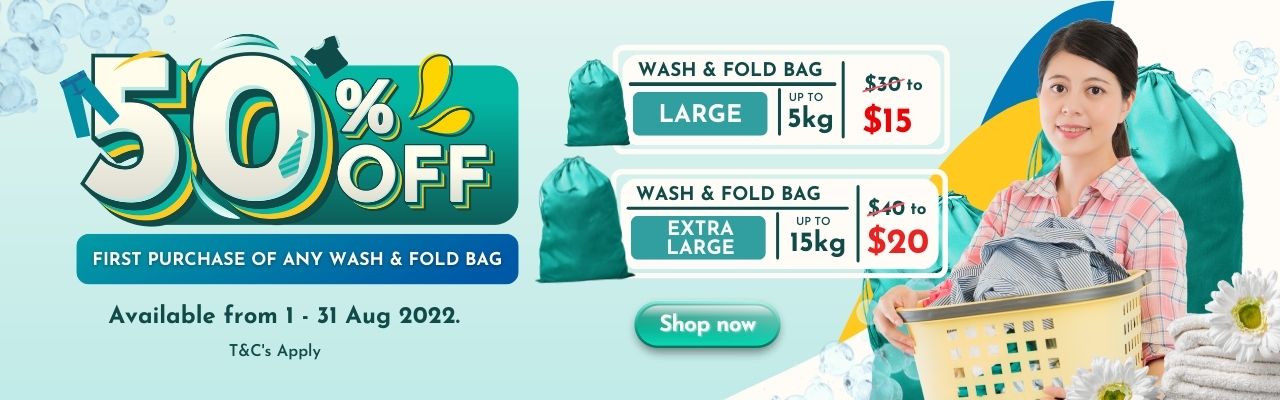 50%
OFF
FIRST PURCHASE OF ANY WASH & FOLD BAG
Available from 1 - 31 Aug 2022.
T&C's Apply
WASH & FOLD BAG
LARGE
UP TO
5kg
$30 to
$15
WASH & FOLD BAG
EXTRA
LARGE
UP TO
15kg
$40 to
$20
Shop now